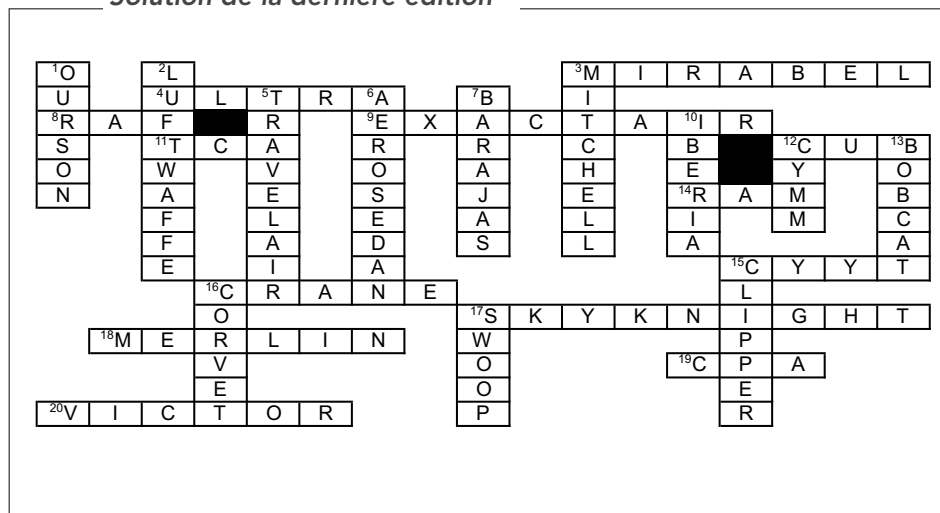 Solution de la dernière édition
1O 2L 3M I R A B E L
U 4U L 5T R 6A 7B I
8R A F R 9E X A C T A 10I R
S 11T C A R R C B 12C U 13B
O W V O A H E Y O
N A E S J E 14R A M B
F L E A L I M C
F A D S L A A
E I A 15C Y Y T
16C R A N E L
O 17S K Y K N I G H T
18M E R L I N W P
V O 19C P A
E O E
20V I C T O R P R